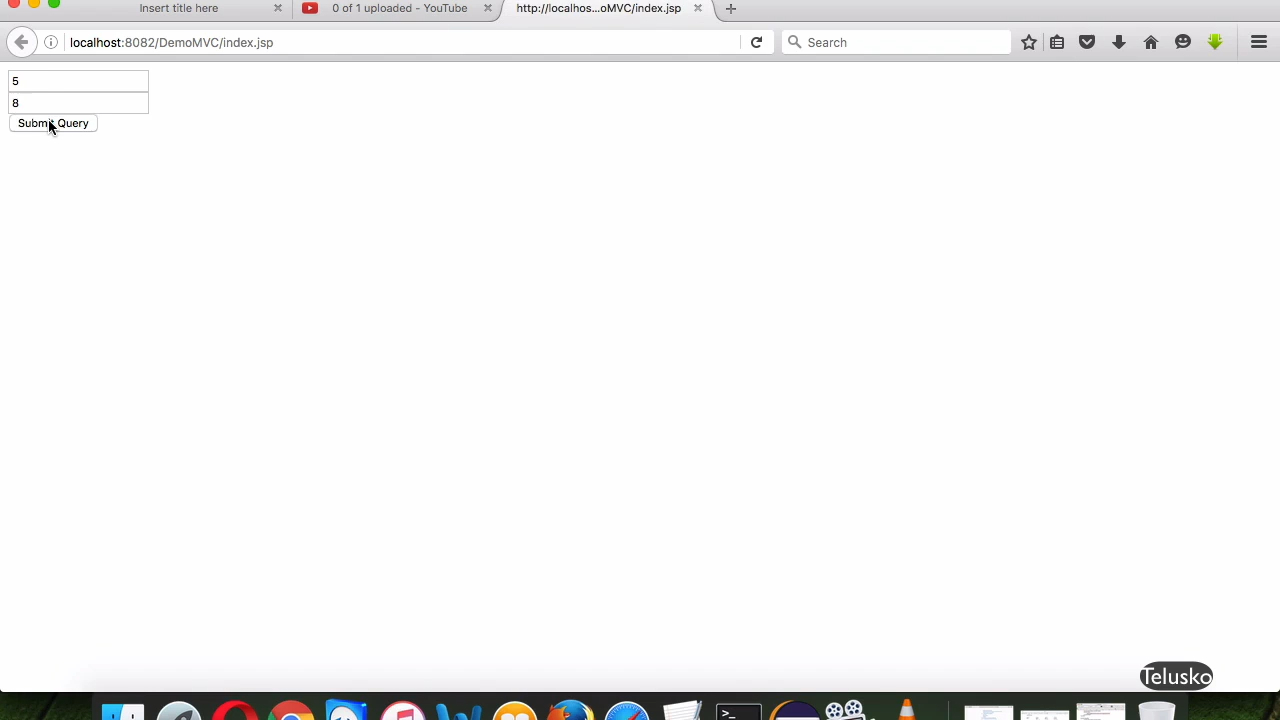 Insert title here
0 of 1 uploaded - YouTube
http://localhos...oMVC/index.jsp
localhost:8082/DemoMVC/index.jsp
Search
5
8
Submit Query
Telusko
>_